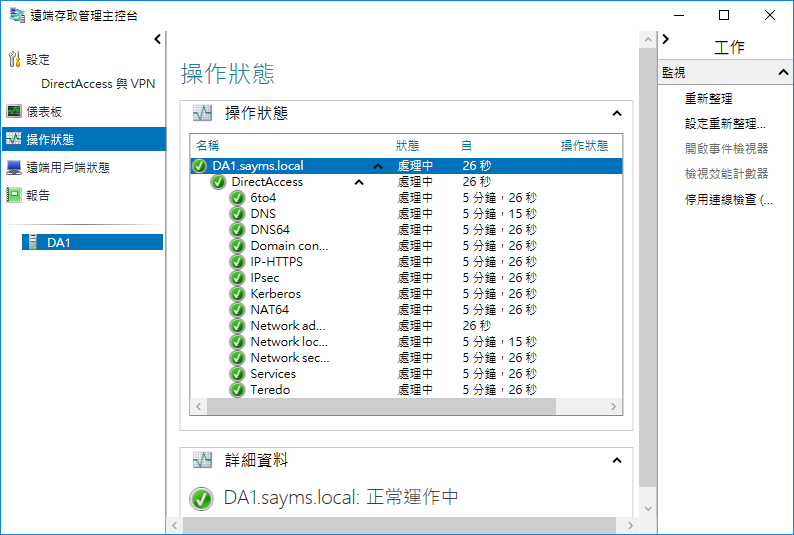 遠端存取管理主控台
設定
DirectAccess 與 VPN
儀表板
操作狀態
遠端用戶端狀態
報告
DA1
操作狀態
操作狀態
名稱 狀態 自 操作狀態
DA1.sayms.local 處理中 26 秒
DirectAccess 處理中 26 秒
6to4 處理中 5 分鐘，26 秒
DNS 處理中 5 分鐘，15 秒
DNS64 處理中 5 分鐘，26 秒
Domain con... 處理中 5 分鐘，26 秒
IP-HTTPS 處理中 5 分鐘，26 秒
IPsec 處理中 5 分鐘，26 秒
Kerberos 處理中 5 分鐘，26 秒
NAT64 處理中 5 分鐘，26 秒
Network ad... 處理中 26 秒
Network loc... 處理中 5 分鐘，15 秒
Network sec... 處理中 5 分鐘，26 秒
Services 處理中 5 分鐘，26 秒
Teredo 處理中 5 分鐘，26 秒
詳細資料
DA1.sayms.local: 正常運作中
工作
監視
重新整理
設定重新整理...
開啟事件檢視器
檢視效能計數器
停用連線檢查 (...